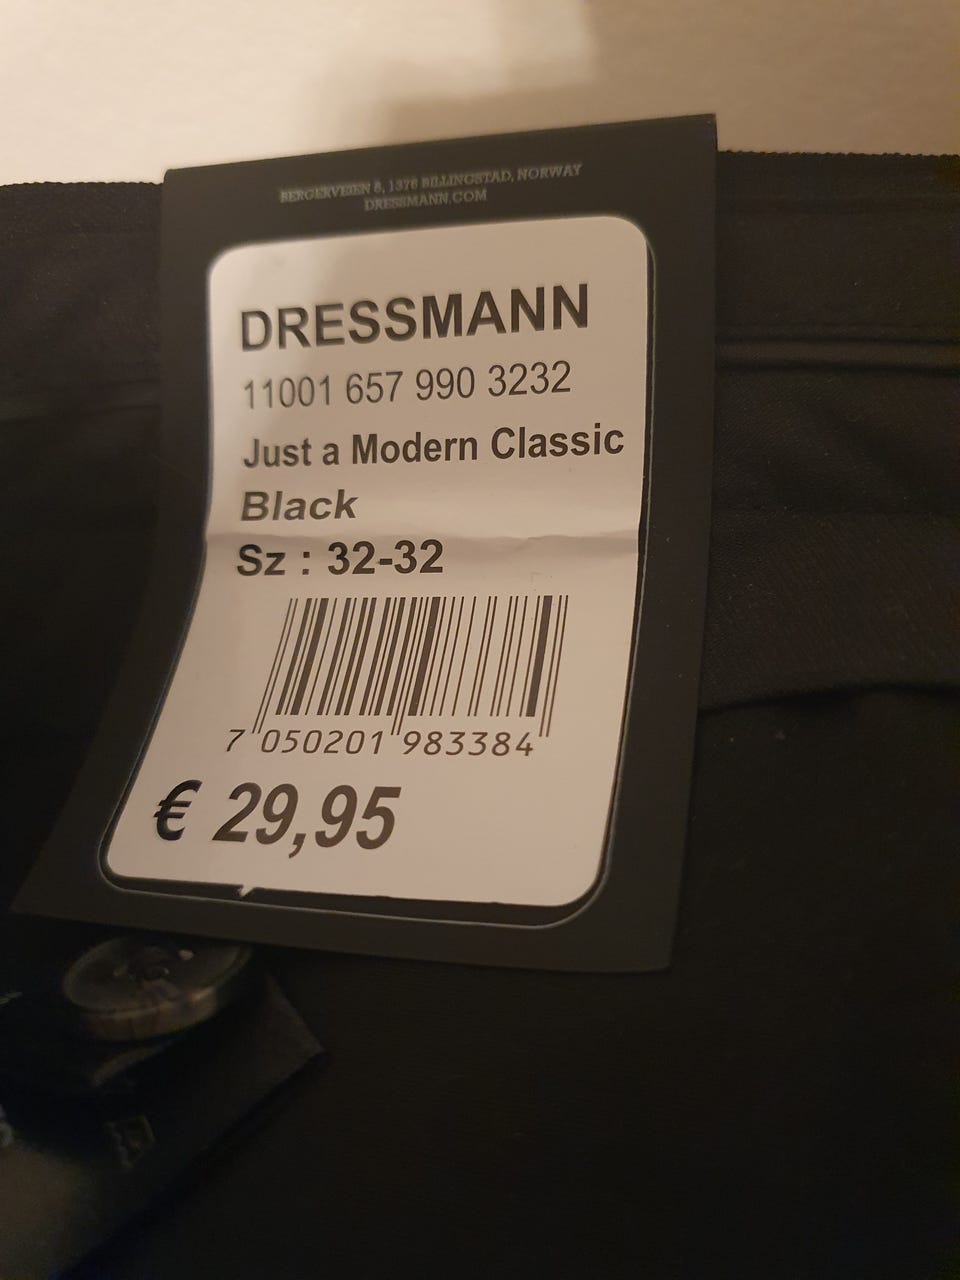 BERGERVEIEN 8, 1376 BILLINGSTAD, NORWAY
DRESSMANN.COM
DRESSMANN
11001 657 990 3232
Just a Modern Classic
Black
Sz : 32-32
7 050201 983384
€ 29,95